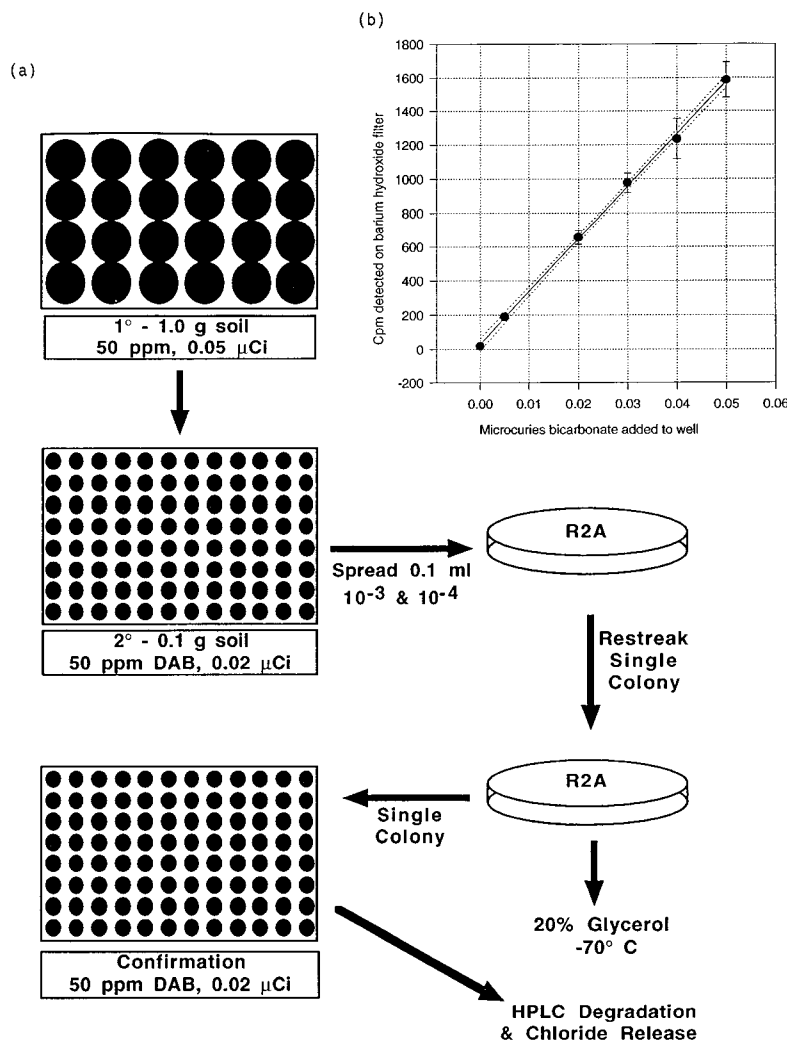 (a)
1° - 1.0 g soil
50 ppm, 0.05 μCi
2° - 0.1 g soil
50 ppm DAB, 0.02 μCi
Spread 0.1 ml
10-3 & 10-4
R2A
Restreak
Single
Colony
R2A
Single
Colony
20% Glycerol
-70° C
Confirmation
50 ppm DAB, 0.02 μCi
HPLC Degradation
& Chloride Release
(b)
Cpm detected on barium hydroxide filter
1800
1600
1400
1200
1000
800
600
400
200
0
-200
0.00 0.01 0.02 0.03 0.04 0.05 0.06
Microcuries bicarbonate added to well